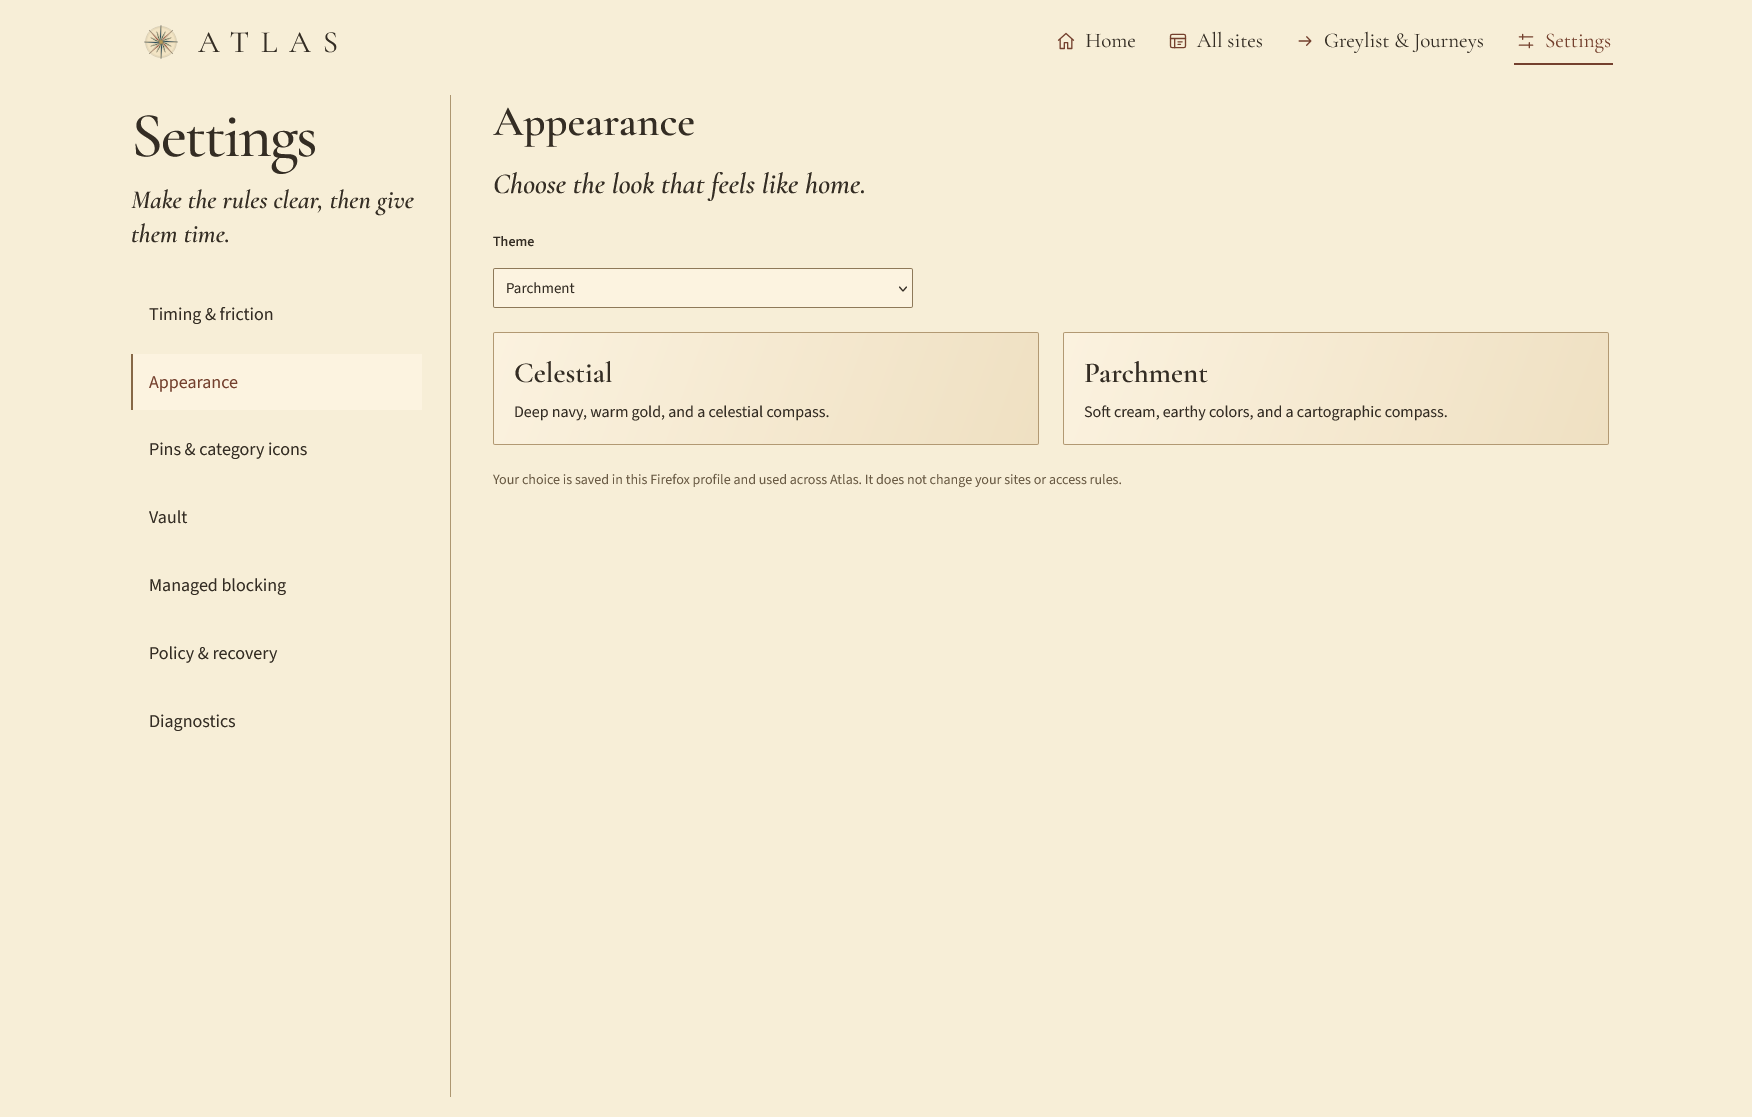 ATLAS
Home
All sites
Greylist & Journeys
Settings
Settings
Make the rules clear, then give
them time.
Timing & friction
Appearance
Pins & category icons
Vault
Managed blocking
Policy & recovery
Diagnostics
Appearance
Choose the look that feels like home.
Theme
Parchment
Celestial
Deep navy, warm gold, and a celestial compass.
Parchment
Soft cream, earthy colors, and a cartographic compass.
Your choice is saved in this Firefox profile and used across Atlas. It does not change your sites or access rules.